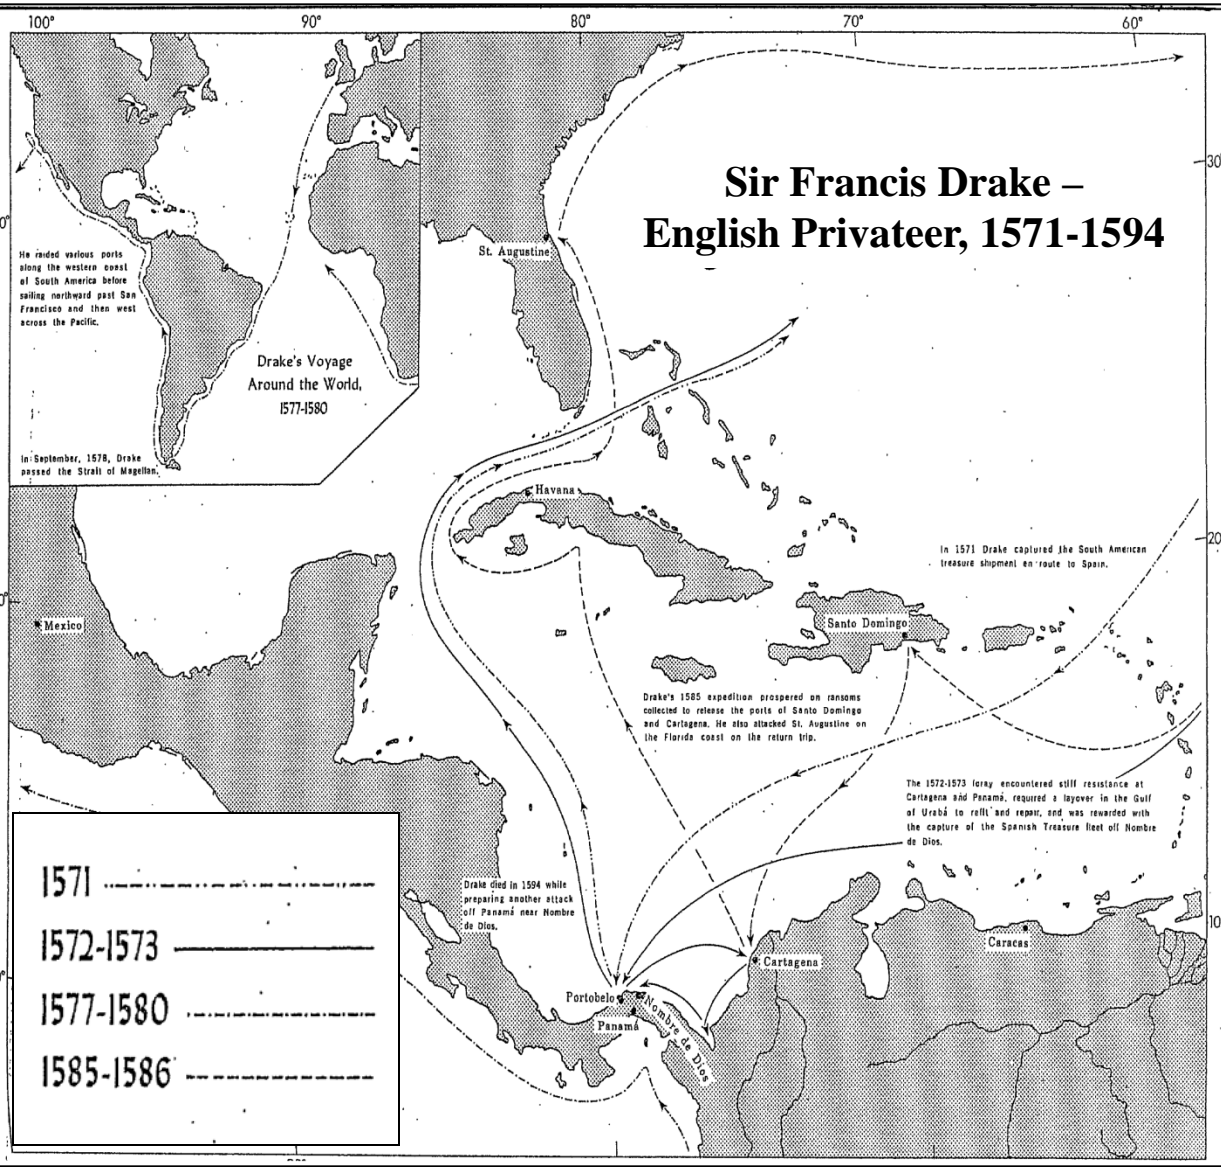 100°
80°
70°
60°
30°
20°
Sir Francis Drake –
English Privateer, 1571-1594
St. Augustine
He raided various ports
along the western coast
of South America before
sailing northward past San
Francisco and then west
across the Pacific.
Drake's Voyage
Around the World,
1577-1580
In September, 1578, Drake
passed the Strait of Magellan.
Havana
In 1571 Drake captured the South American
treasure shipment en route to Spain.
Mexico
Santo Domingo
Drake's 1585 expedition prospered on ransoms
collected to release the ports of Santo Domingo
and Cartagena. He also attacked St. Augustine on
the Florida coast on the return trip.
The 1572-1573 foray encountered stiff resistance at
Cartagena and Panamá, required a layover in the Gulf
of Urabá to refit and repair, and was rewarded with
the capture of the Spanish Treasure fleet off Nombre
de Dios.
1571
1572-1573
1577-1580
1585-1586
Drake died in 1594 while
preparing another attack
off Panamá near Nombre
de Dios.
Caracas
Cartagena
Portobelo
Nombre de Dios
Panamá